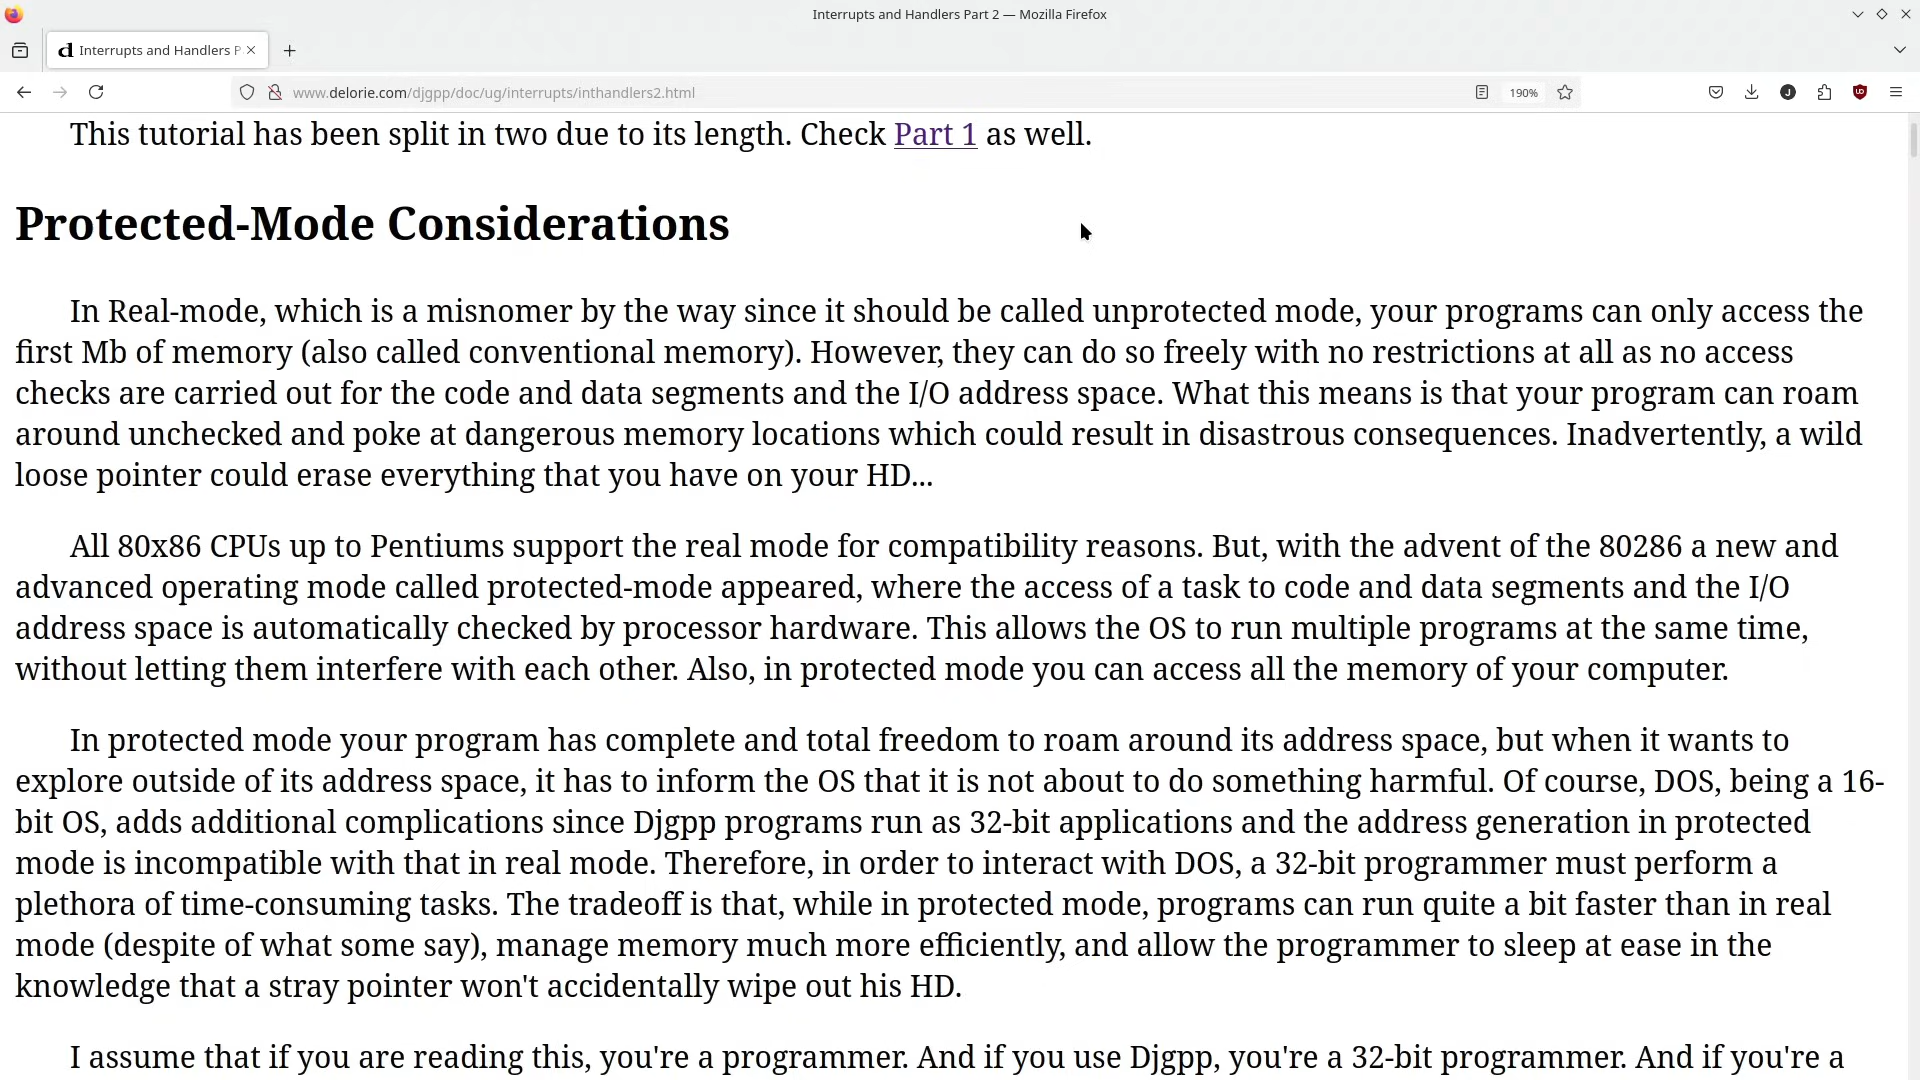 Interrupts and Handlers Part 2 — Mozilla Firefox
Interrupts and Handlers P
www.delorie.com/djgpp/doc/ug/interrupts/inthandlers2.html
190%
This tutorial has been split in two due to its length. Check Part 1 as well.
Protected-Mode Considerations
In Real-mode, which is a misnomer by the way since it should be called unprotected mode, your programs can only access the
first Mb of memory (also called conventional memory). However, they can do so freely with no restrictions at all as no access
checks are carried out for the code and data segments and the I/O address space. What this means is that your program can roam
around unchecked and poke at dangerous memory locations which could result in disastrous consequences. Inadvertently, a wild
loose pointer could erase everything that you have on your HD...
All 80x86 CPUs up to Pentiums support the real mode for compatibility reasons. But, with the advent of the 80286 a new and
advanced operating mode called protected-mode appeared, where the access of a task to code and data segments and the I/O
address space is automatically checked by processor hardware. This allows the OS to run multiple programs at the same time,
without letting them interfere with each other. Also, in protected mode you can access all the memory of your computer.
In protected mode your program has complete and total freedom to roam around its address space, but when it wants to
explore outside of its address space, it has to inform the OS that it is not about to do something harmful. Of course, DOS, being a 16-
bit OS, adds additional complications since Djgpp programs run as 32-bit applications and the address generation in protected
mode is incompatible with that in real mode. Therefore, in order to interact with DOS, a 32-bit programmer must perform a
plethora of time-consuming tasks. The tradeoff is that, while in protected mode, programs can run quite a bit faster than in real
mode (despite of what some say), manage memory much more efficiently, and allow the programmer to sleep at ease in the
knowledge that a stray pointer won't accidentally wipe out his HD.
I assume that if you are reading this, you're a programmer. And if you use Djgpp, you're a 32-bit programmer. And if you're a